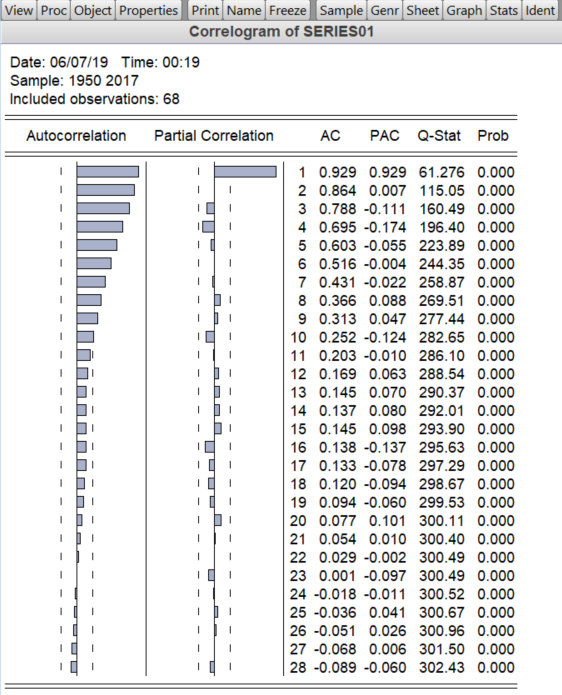 View Proc Object Properties Print Name Freeze Sample Genr Sheet Graph Stats Ident
Correlogram of SERIES01
Date: 06/07/19 Time: 00:19
Sample: 1950 2017
Included observations: 68
Autocorrelation Partial Correlation AC PAC Q-Stat Prob
1 0.929 0.929 61.276 0.000
2 0.864 0.007 115.05 0.000
3 0.788 -0.111 160.49 0.000
4 0.695 -0.174 196.40 0.000
5 0.603 -0.055 223.89 0.000
6 0.516 -0.004 244.35 0.000
7 0.431 -0.022 258.87 0.000
8 0.366 0.088 269.51 0.000
9 0.313 0.047 277.44 0.000
10 0.252 -0.124 282.65 0.000
11 0.203 -0.010 286.10 0.000
12 0.169 0.063 288.54 0.000
13 0.145 0.070 290.37 0.000
14 0.137 0.080 292.01 0.000
15 0.145 0.098 293.90 0.000
16 0.138 -0.137 295.63 0.000
17 0.133 -0.078 297.29 0.000
18 0.120 -0.094 298.67 0.000
19 0.094 -0.060 299.53 0.000
20 0.077 0.101 300.11 0.000
21 0.054 0.010 300.40 0.000
22 0.029 -0.002 300.49 0.000
23 0.001 -0.097 300.49 0.000
24 -0.018 -0.011 300.52 0.000
25 -0.036 0.041 300.67 0.000
26 -0.051 0.026 300.96 0.000
27 -0.068 0.006 301.50 0.000
28 -0.089 -0.060 302.43 0.000